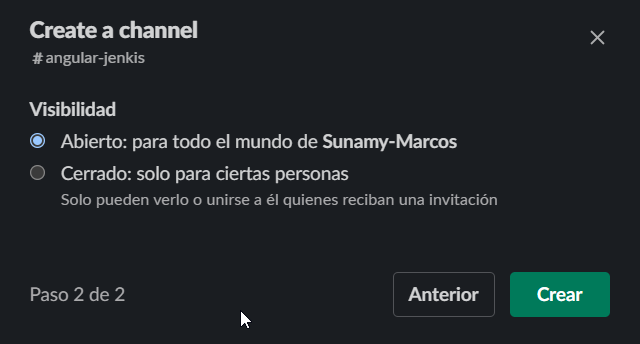 Create a channel
#angular-jenkis
Visibilidad
Abierto: para todo el mundo de Sunamy-Marcos
Cerrado: solo para ciertas personas
Solo pueden verlo o unirse a él quienes reciban una invitación
Paso 2 de 2
Anterior
Crear